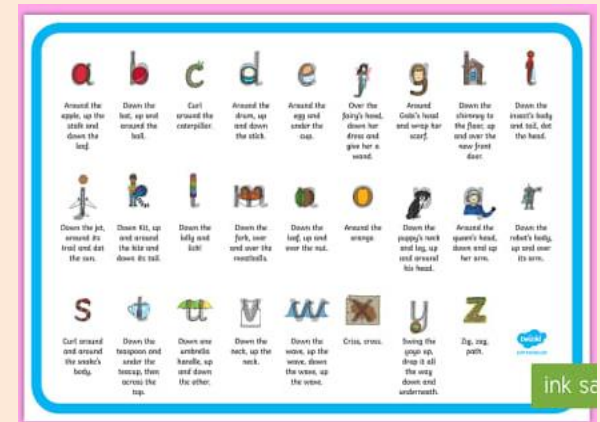 Around the
apple, up the
stalk and
down the
leaf.
Down the
bat, up and
around the
ball.
Curl
around the
caterpillar.
Around the
drum, up
and down
the stick.
Around the
egg and
under the
cup.
Over the
fairy's head,
down her
dress and
give her a
wand.
Around
Gabi's head
and wrap her
scarf.
Down the
chimney to
the floor, up
and over the
new front
door.
Down the
insect's body
and tail, dot
the head.
Down the jet,
around its
trail and dot
the sun.
Down Kit, up
and around
the kite and
down its tail.
Down the
lolly and
lick!
Down the
fork, over
and over the
meatballs.
Down the
leaf, up and
over the nut.
Around the
orange.
Down the
puppy's neck
and leg, up
and around
his head.
Around the
queen's head,
down and up
her arm.
Down the
robot's body,
up and over
its arm.
Curl around
and around
the snake's
body.
Down the
teaspoon and
under the
teacup, then
across the
top.
Down one
umbrella
handle, up
and down
the other.
Down the
neck, up the
neck.
Down the
wave, up the
wave, down
the wave, up
the wave.
Criss, cross.
Swing the
yoyo up,
drop it all
the way
down and
underneath.
Zig, zag,
path.
twinkl
ink sa